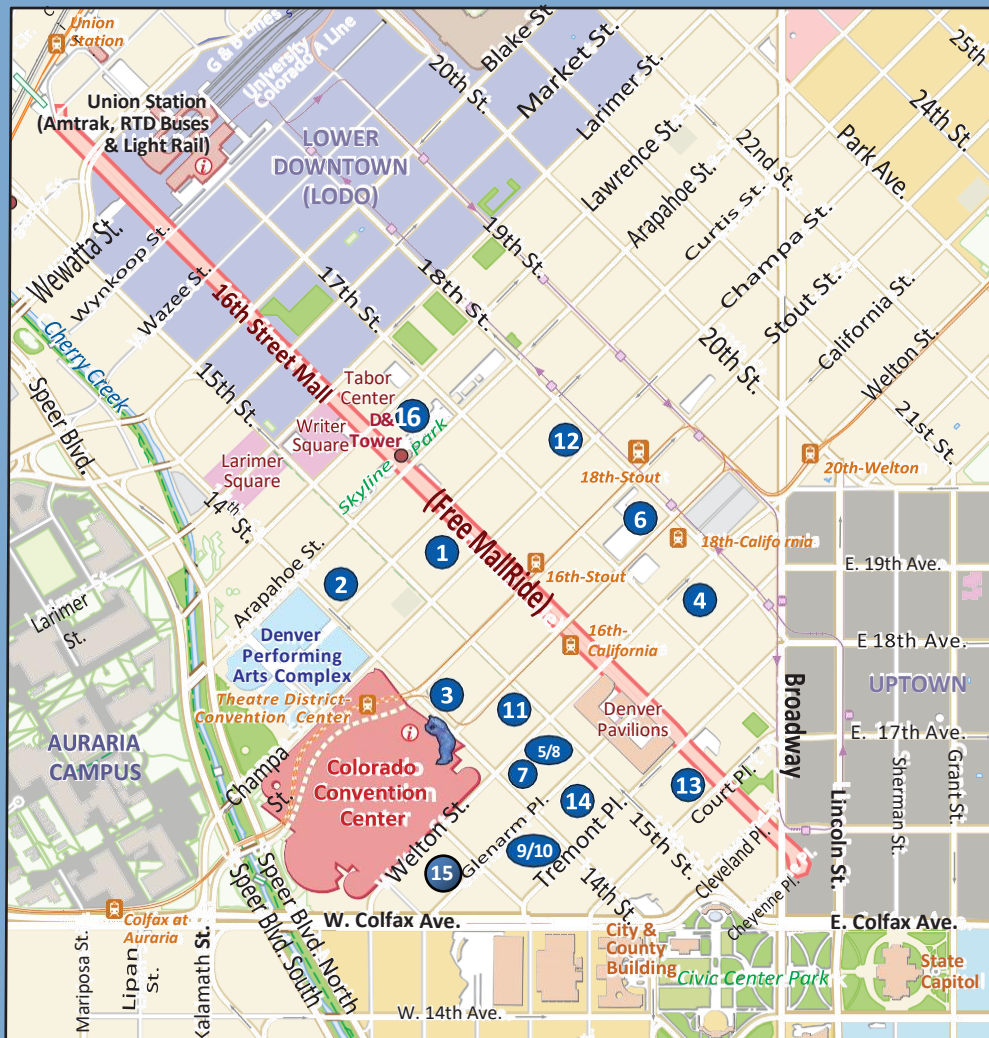 Union
Station
G & B Lines
University
Colorado A Line
20th St.
Blake St.
Market St.
Larimer St.
25th
24th St.
Park Ave.
Union Station
(Amtrak, RTD Buses
& Light Rail)
i
LOWER
DOWNTOWN
(LODO)
Lawrence St.
Arapahoe St.
22nd St.
Curtis St.
Champa St.
Stout St.
California St.
Welton St.
21st St.
20th St.
19th St.
18th St.
17th St.
Wewatta St.
Wynkoop St.
Wazee St.
16th Street Mall
Cherry Creek
Speer Blvd.
15th St.
Tabor
Center
16
D&
Tower
Writer
Square
Larimer
Square
Skyline Park
12
18th-Stout
20th-Welton
14th St.
(Free MallRide)
6
18th-California
1
16th-Stout
E. 19th Ave.
2
Arapahoe St.
4
Larimer
St.
16th-
California
E 18th Ave.
Denver
Performing
Arts Complex
Theatre District-
Convention Center
3
11
Denver
Pavilions
UPTOWN
Broadway
E. 17th Ave.
AURARIA
CAMPUS
i
5/8
7
Colorado
Convention
Center
Champa
St.
13
14
Court Pl.
Lincoln St.
Sherman St.
Grant St.
15
Welton St.
Glenarm Pl.
9/10
Tremont Pl.
15th St.
14th St.
Cleveland Pl.
Cheyenne Pl.
Speer Blvd. North
Speer Blvd. South
Colfax at
Auraria
W. Colfax Ave.
E. Colfax Ave.
City &
County
Building
Civic Center Park
State
Capitol
Mariposa St.
Lipan
St.
Kalamath St.
W. 14th Ave.